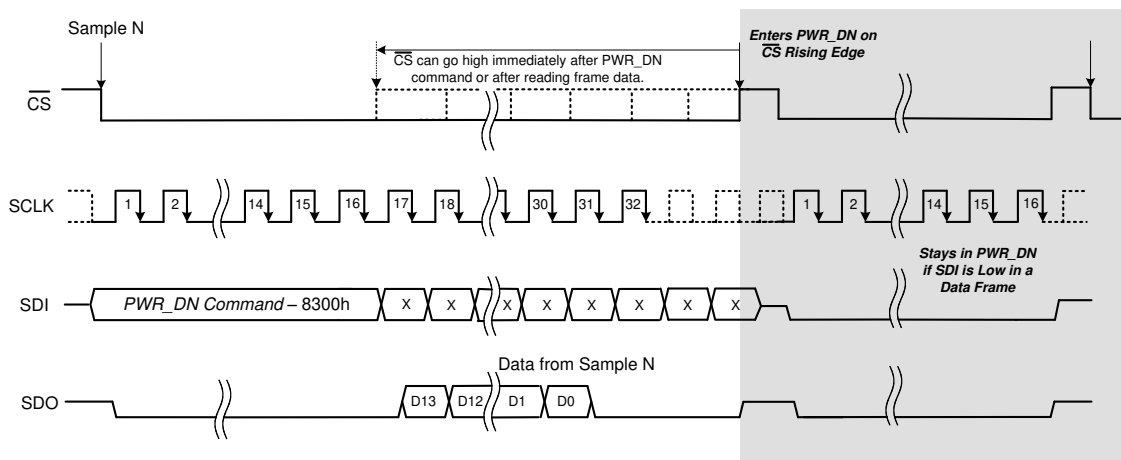 Sample N
CS can go high immediately after PWR_DN
command or after reading frame data.
Enters PWR_DN on
CS Rising Edge
CS
SCLK
1 2 14 15 16 17 18 30 31 32 1 2 14 15 16
Stays in PWR_DN
if SDI is Low in a
Data Frame
SDI
PWR_DN Command – 8300h X X X X X X X X
Data from Sample N
SDO
D13 D12 D1 D0